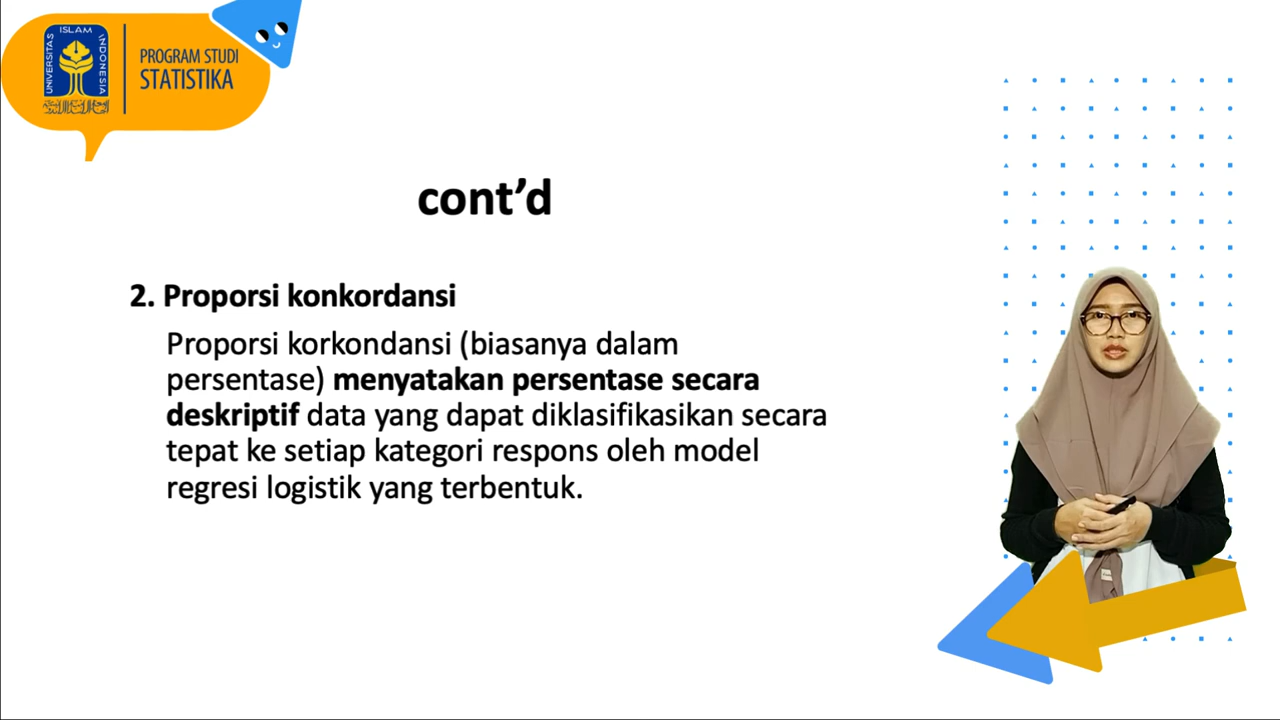 UNIVERSITAS ISLAM INDONESIA
PROGRAM STUDI
STATISTIKA
cont’d
2. Proporsi konkordansi
Proporsi korkondansi (biasanya dalam
persentase) menyatakan persentase secara
deskriptif data yang dapat diklasifikasikan secara
tepat ke setiap kategori respons oleh model
regresi logistik yang terbentuk.